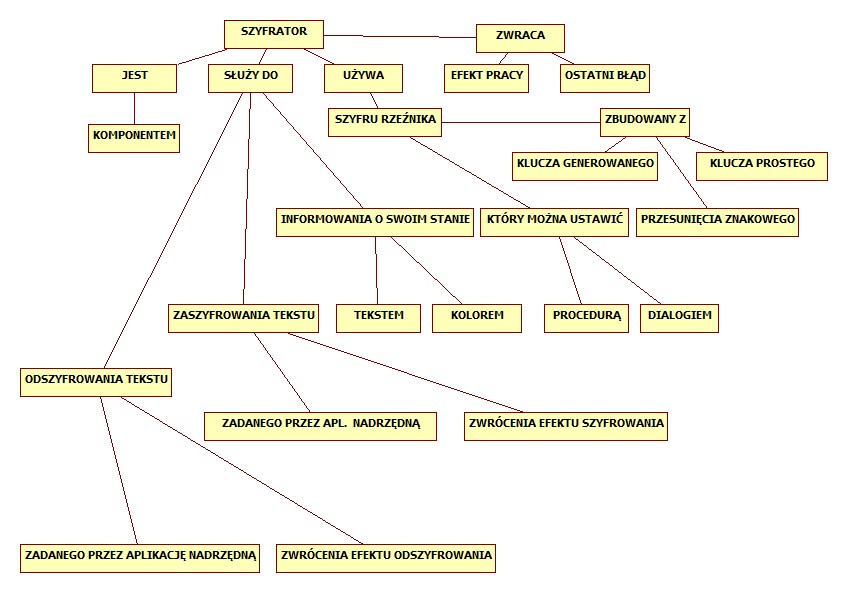 SZYFRATOR
ZWRACA
JEST
SŁUŻY DO
UŻYWA
EFEKT PRACY
OSTATNI BŁĄD
KOMPONENTEM
SZYFRU RZEŹNIKA
ZBUDOWANY Z
KLUCZA GENEROWANEGO
KLUCZA PROSTEGO
INFORMOWANIA O SWOIM STANIE
KTÓRY MOŻNA USTAWIĆ
PRZESUNIĘCIA ZNAKOWEGO
ZASZYFROWANIA TEKSTU
TEKSTEM
KOLOREM
PROCEDURĄ
DIALOGIEM
ODSZYFROWANIA TEKSTU
ZADANEGO PRZEZ APL. NADRZĘDNĄ
ZWRÓCENIA EFEKTU SZYFROWANIA
ZADANEGO PRZEZ APLIKACJĘ NADRZĘDNĄ
ZWRÓCENIA EFEKTU ODSZYFROWANIA